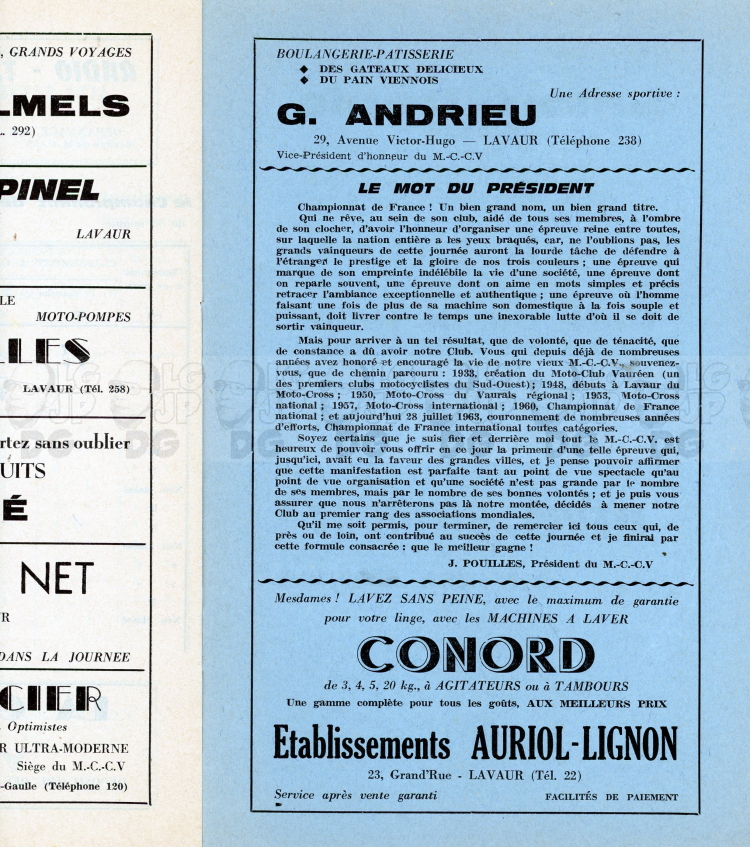 , GRANDS VOYAGES
LMELS
L. 292)
PINEL
LAVAUR
LE
MOTO-POMPES
LLES
LAVAUR (Tél. 258)
rtez sans oublier
UITS
É
NET
R
DANS LA JOURNEE
CIER
Optimistes
R ULTRA-MODERNE
Siège du M.-C.-C.V
-Gaulle (Téléphone 120)
BOULANGERIE-PATISSERIE
◆ DES GATEAUX DELICIEUX
◆ DU PAIN VIENNOIS
Une Adresse sportive :
G. ANDRIEU
29, Avenue Victor-Hugo — LAVAUR (Téléphone 238)
Vice-Président d'honneur du M.-C.-C.V
LE MOT DU PRÉSIDENT
Championnat de France ! Un bien grand nom, un bien grand titre.
Qui ne rêve, au sein de son club, aidé de tous ses membres, à l'ombre
de son clocher, d'avoir l'honneur d'organiser une épreuve reine entre toutes,
sur laquelle la nation entière a les yeux braqués, car, ne l'oublions pas, les
grands vainqueurs de cette journée auront la lourde tâche de défendre à
l'étranger le prestige et la gloire de nos trois couleurs ; une épreuve qui
marque de son empreinte indélébile la vie d'une société, une épreuve dont
on reparle souvent, une épreuve dont on aime en mots simples et précis
retracer l'ambiance exceptionnelle et authentique ; une épreuve où l'homme
faisant une fois de plus de sa machine son domestique à la fois souple et
puissant, doit livrer contre le temps une inexorable lutte d'où il se doit de
sortir vainqueur.
Mais pour arriver à un tel résultat, que de volonté, que de ténacité, que
de constance a dû avoir notre Club. Vous qui depuis déjà de nombreuses
années avez honoré et encouragé la vie de notre vieux M.-C.-C.V., souvenez-
vous, que de chemin parcouru : 1933, création du Moto-Club Vauréen (un
des premiers clubs motocyclistes du Sud-Ouest) ; 1948, débuts à Lavaur du
Moto-Cross ; 1950, Moto-Cross du Vaurais régional ; 1953, Moto-Cross
national ; 1957, Moto-Cross international ; 1960, Championnat de France
national ; et aujourd'hui 28 juillet 1963, couronnement de nombreuses années
d'efforts, Championnat de France international toutes catégories.
Soyez certains que je suis fier et derrière moi tout le M.-C.-C.V. est
heureux de pouvoir vous offrir en ce jour la primeur d'une telle épreuve qui,
jusqu'ici, avait eu la faveur des grandes villes, et je pense pouvoir affirmer
que cette manifestation est parfaite tant au point de vue spectacle qu'au
point de vue organisation et qu'une société n'est pas grande par le nombre
de ses membres, mais par le nombre de ses bonnes volontés ; et je puis vous
assurer que nous n'arrêterons pas là notre montée, décidés à mener notre
Club au premier rang des associations mondiales.
Qu'il me soit permis, pour terminer, de remercier ici tous ceux qui, de
près ou de loin, ont contribué au succès de cette journée et je finirai par
cette formule consacrée : que le meilleur gagne !
J. POUILLES, Président du M.-C.-C.V
Mesdames ! LAVEZ SANS PEINE, avec le maximum de garantie
pour votre linge, avec les MACHINES A LAVER
CONORD
de 3, 4, 5, 20 kg., à AGITATEURS ou à TAMBOURS
Une gamme complète pour tous les goûts, AUX MEILLEURS PRIX
Etablissements AURIOL-LIGNON
23, Grand'Rue - LAVAUR (Tél. 22)
Service après vente garanti
FACILITÉS DE PAIEMENT